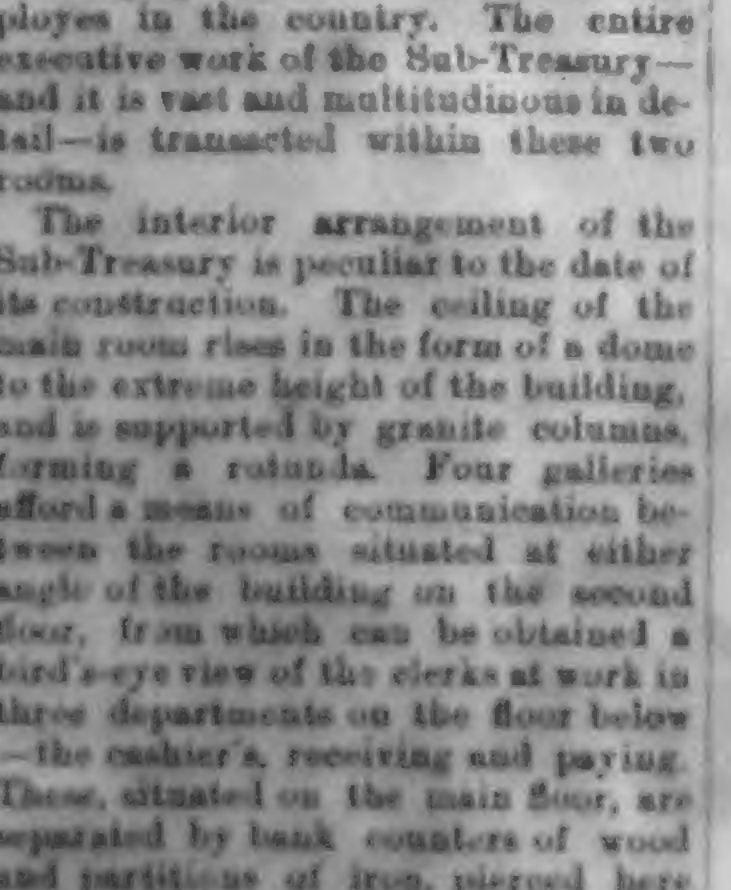 ployes in the country. The entire
executive work of the Sub-Treasury—
and it is vast and multitudinous in de-
tail—is transacted within these two
rooms.
The interior arrangement of the
Sub-Treasury is peculiar to the date of
its construction. The ceiling of the
main room rises in the form of a dome
to the extreme height of the building,
and is supported by granite columns,
forming a rotunda. Four galleries
afford a means of communication be-
tween the rooms situated at either
angle of the building on the second
floor, from which can be obtained a
bird's-eye view of the clerks at work in
three departments on the floor below
—the cashier's, receiving and paying.
These, situated on the main floor, are
separated by bank counters of wood
and partitions of iron, pierced here